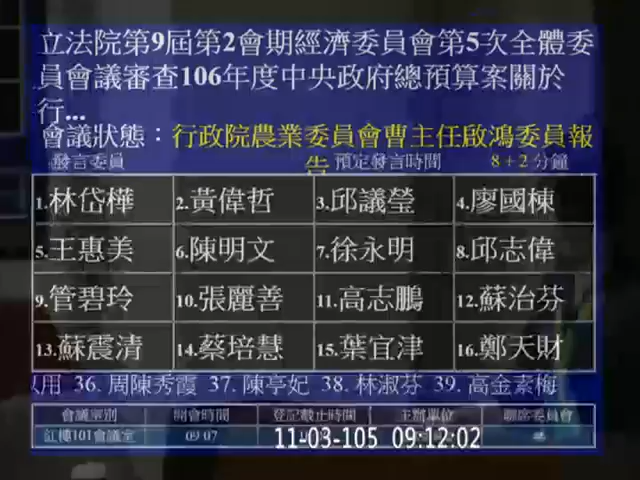 立法院第9屆第2會期經濟委員會第5次全體委
員會議審查106年度中央政府總預算案關於
行...
會議狀態：行政院農業委員會曹主任啟鴻委員報
告
發言委員 預定發言時間 8+2 分鐘
1.林岱樺 2.黃偉哲 3.邱議瑩 4.廖國棟
5.王惠美 6.陳明文 7.徐永明 8.邱志偉
9.管碧玲 10.張麗善 11.高志鵬 12.蘇治芬
13.蘇震清 14.蔡培慧 15.葉宜津 16.鄭天財
36. 周陳秀霞 37. 陳亭妃 38. 林淑芬 39. 高金素梅
會議室別 開會時間 登記截止時間 主辦單位 聯席委員會
紅樓101會議室 09:07
11-03-105 09:12:02